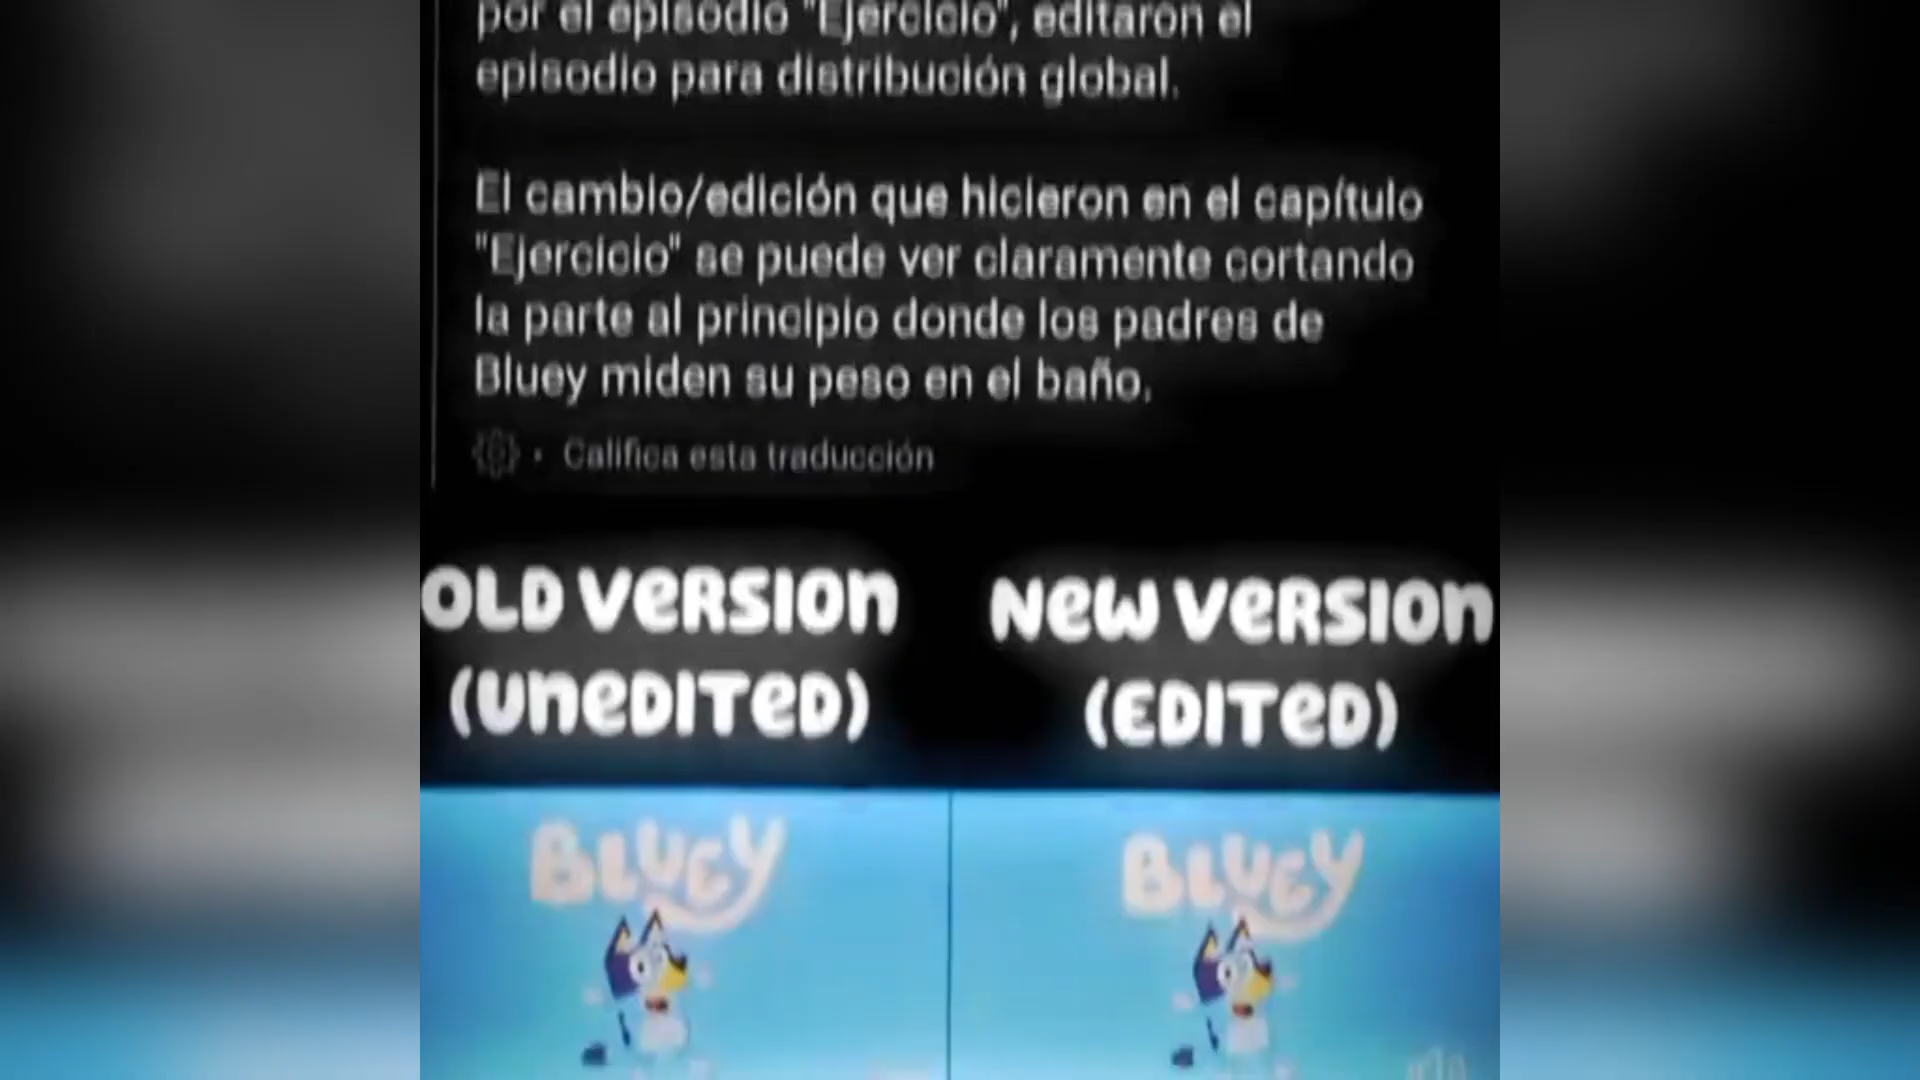 por el episodio "Ejercicio", editaron el
episodio para distribución global.
El cambio/edición que hicieron en el capítulo
"Ejercicio" se puede ver claramente cortando
la parte al principio donde los padres de
Bluey miden su peso en el baño.
· Califica esta traducción
OLD VERSION
(UNEDITED)
NEW VERSION
(EDITED)
BLUEY
BLUEY